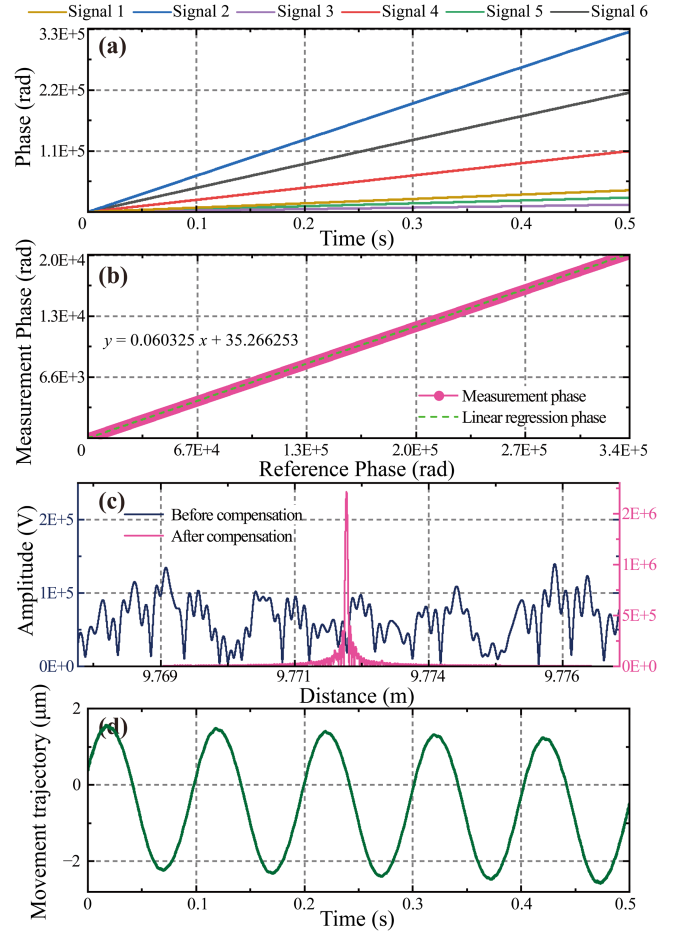 Signal 1 Signal 2 Signal 3 Signal 4 Signal 5 Signal 6
(a)
Phase (rad)
3.3E+5
2.2E+5
1.1E+5
0 0.1 0.2 0.3 0.4 0.5
Time (s)
(b)
Measurement Phase (rad)
2.0E+4
1.3E+4
6.6E+3
0
y = 0.060325 x + 35.266253
Measurement phase
Linear regression phase
6.7E+4 1.3E+5 2.0E+5 2.7E+5 3.4E+5
Reference Phase (rad)
(c)
Amplitude (V)
2E+5
1E+5
0E+0
Before compensation
After compensation
2E+6
1E+6
5E+5
0E+0
9.769 9.771 9.774 9.776
Distance (m)
(d)
Movement trajectory (μm)
2
0
−2
0 0.1 0.2 0.3 0.4 0.5
Time (s)